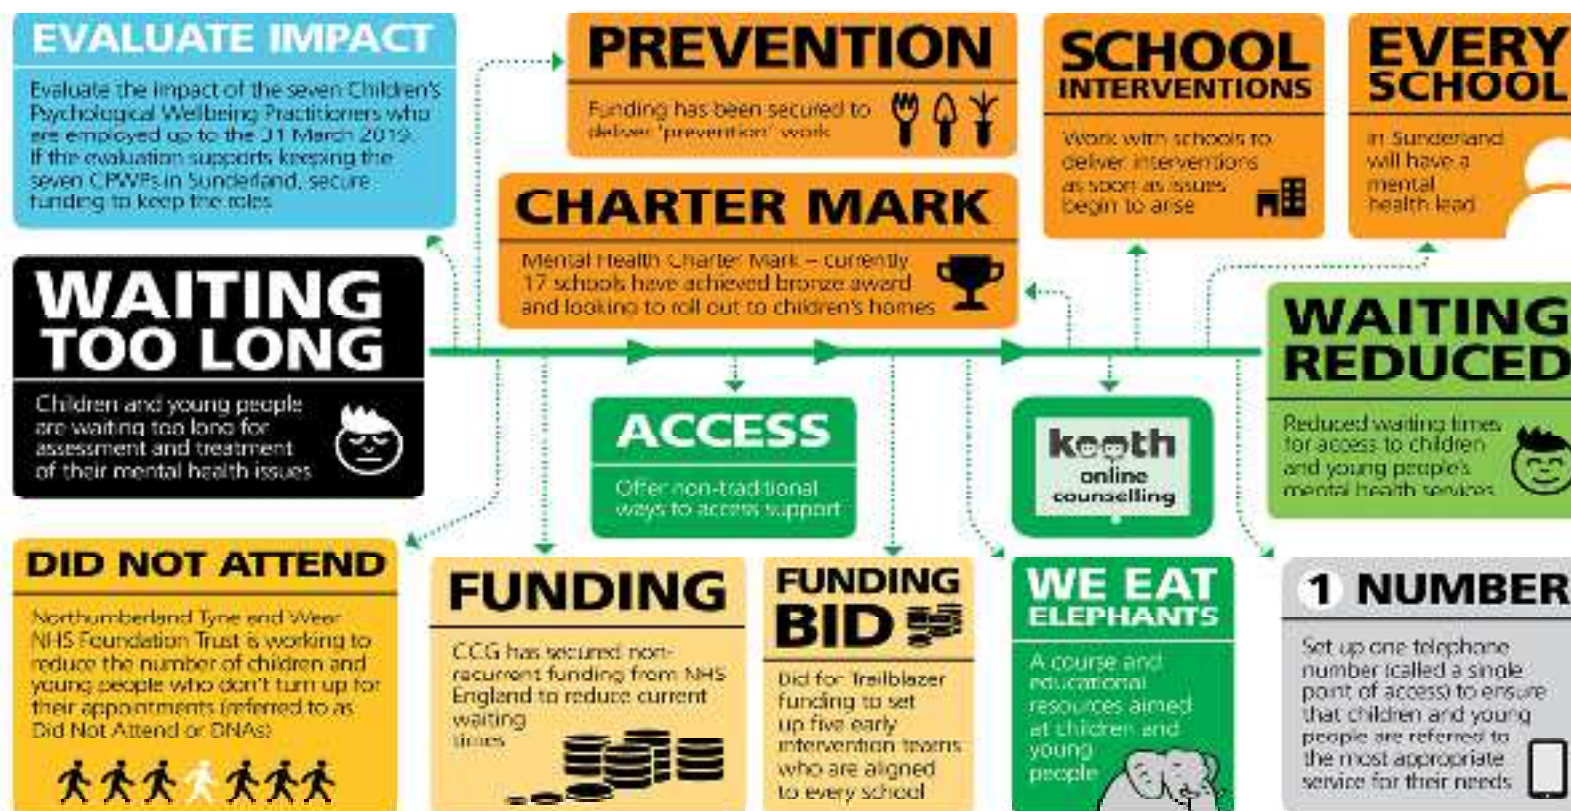 EVALUATE IMPACT
Evaluate the impact of the seven Children's
Psychological Wellbeing Practitioners who
are employed up to the 31 March 2019.
If the evaluation supports keeping the
seven CPWPs in Sunderland, secure
funding to keep the roles
PREVENTION
Funding has been secured to
deliver 'prevention' work
SCHOOL
INTERVENTIONS
Work with schools to
deliver interventions
as soon as issues
begin to arise
EVERY
SCHOOL
in Sunderland
will have a
mental
health lead
CHARTER MARK
Mental Health Charter Mark – currently
17 schools have achieved bronze award
and looking to roll out to children's homes
WAITING
TOO LONG
Children and young people
are waiting too long for
assessment and treatment
of their mental health issues
ACCESS
Offer non-traditional
ways to access support
kooth
online
counselling
WAITING
REDUCED
Reduced waiting times
for access to children
and young people's
mental health services
DID NOT ATTEND
Northumberland Tyne and Wear
NHS Foundation Trust is working to
reduce the number of children and
young people who don't turn up for
their appointments (referred to as
Did Not Attend or DNAs)
FUNDING
CCG has secured non-
recurrent funding from NHS
England to reduce current
waiting
times
FUNDING
BID
Bid for Trailblazer
funding to set
up five early
intervention teams
who are aligned
to every school
WE EAT
ELEPHANTS
A course and
educational
resources aimed
at children and
young
people
1 NUMBER
Set up one telephone
number (called a single
point of access) to ensure
that children and young
people are referred to
the most appropriate
service for their needs